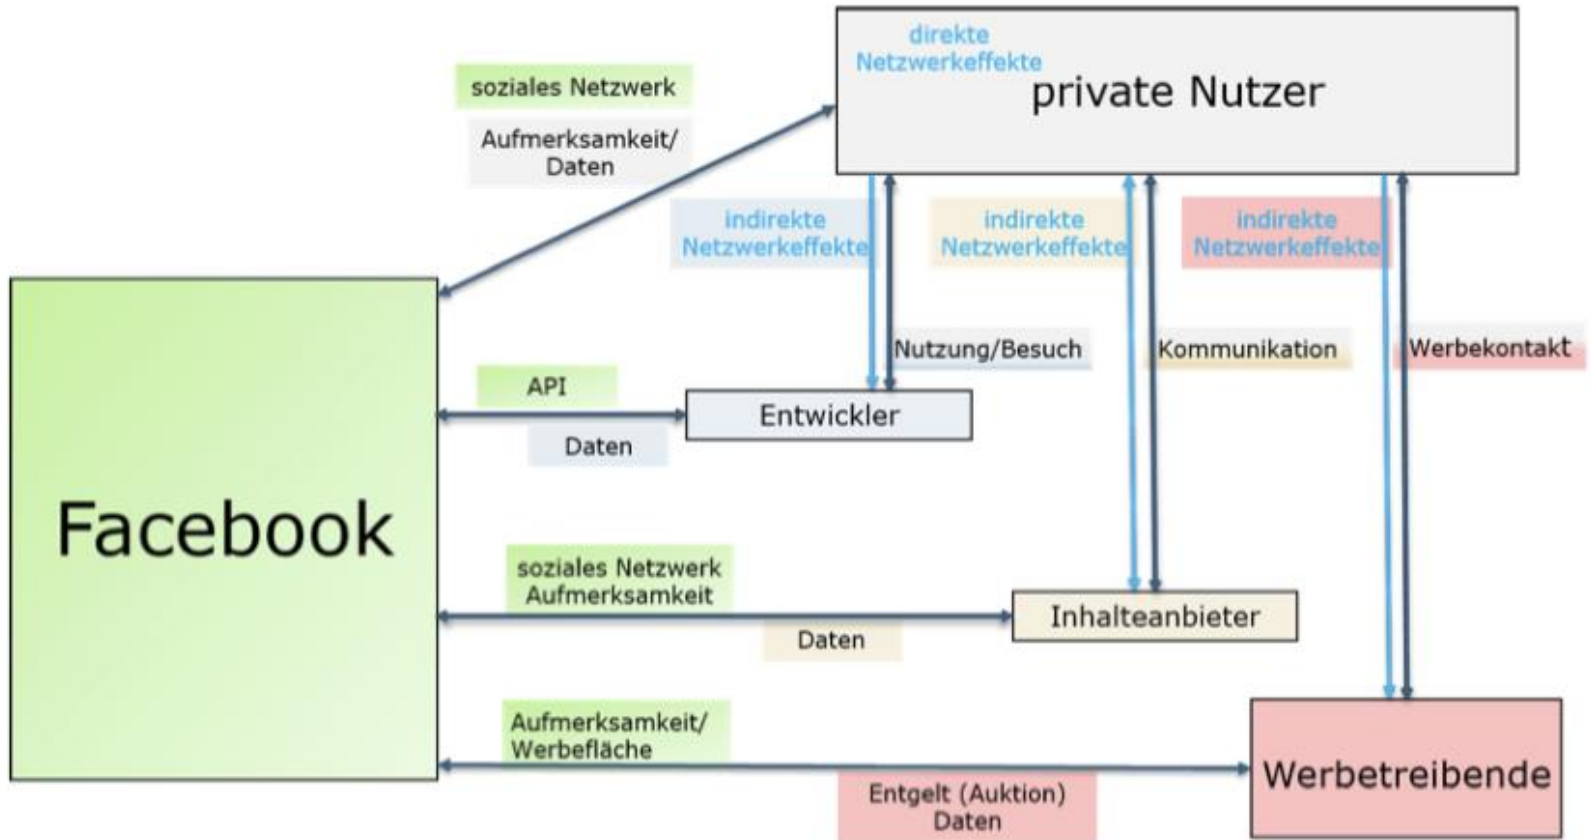 direkte
Netzwerkeffekte
private Nutzer
soziales Netzwerk
Aufmerksamkeit/
Daten
indirekte
Netzwerkeffekte
indirekte
Netzwerkeffekte
indirekte
Netzwerkeffekte
Nutzung/Besuch
Kommunikation
Werbekontakt
API
Entwickler
Daten
Facebook
soziales Netzwerk
Aufmerksamkeit
Inhalteanbieter
Daten
Aufmerksamkeit/
Werbefläche
Werbetreibende
Entgelt (Auktion)
Daten